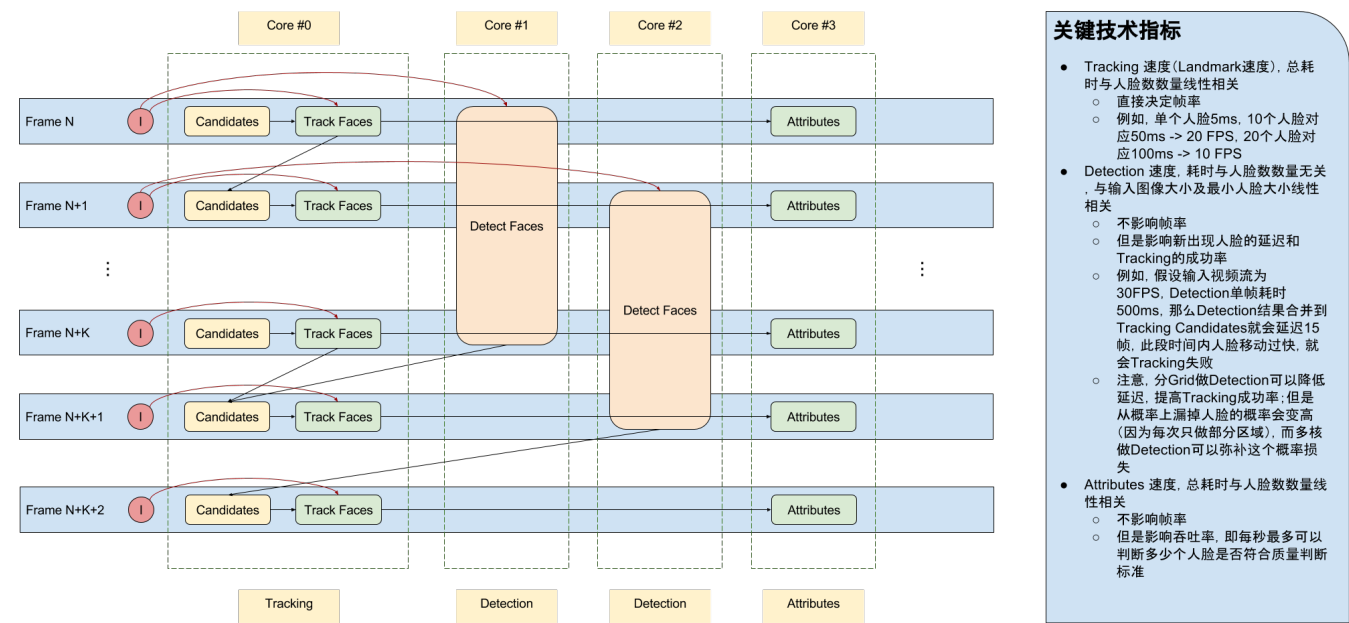 Core #0
Core #1
Core #2
Core #3
Frame N
I
Candidates
Track Faces
Attributes
Frame N+1
I
Candidates
Track Faces
Attributes
Detect Faces
⋮
⋮
Detect Faces
Frame N+K
I
Candidates
Track Faces
Attributes
Frame N+K+1
I
Candidates
Track Faces
Attributes
Frame N+K+2
I
Candidates
Track Faces
Attributes
Tracking
Detection
Detection
Attributes
关键技术指标
● Tracking 速度(Landmark速度), 总耗
时与人脸数数量线性相关
○ 直接决定帧率
○ 例如, 单个人脸5ms, 10个人脸对
应50ms -> 20 FPS, 20个人脸对
应100ms -> 10 FPS
● Detection 速度, 耗时与人脸数数量无关
, 与输入图像大小及最小人脸大小线性
相关
○ 不影响帧率
○ 但是影响新出现人脸的延迟和
Tracking的成功率
○ 例如, 假设输入视频流为
30FPS, Detection单帧耗时
500ms, 那么Detection结果合并到
Tracking Candidates就会延迟15
帧, 此段时间内人脸移动过快, 就
会Tracking失败
○ 注意, 分Grid做Detection可以降低
延迟, 提高Tracking成功率;但是
从概率上漏掉人脸的概率会变高
(因为每次只做部分区域), 而多核
做Detection可以弥补这个概率损
失
● Attributes 速度, 总耗时与人脸数数量线
性相关
○ 不影响帧率
○ 但是影响吞吐率, 即每秒最多可以
判断多少个人脸是否符合质量判断
标准